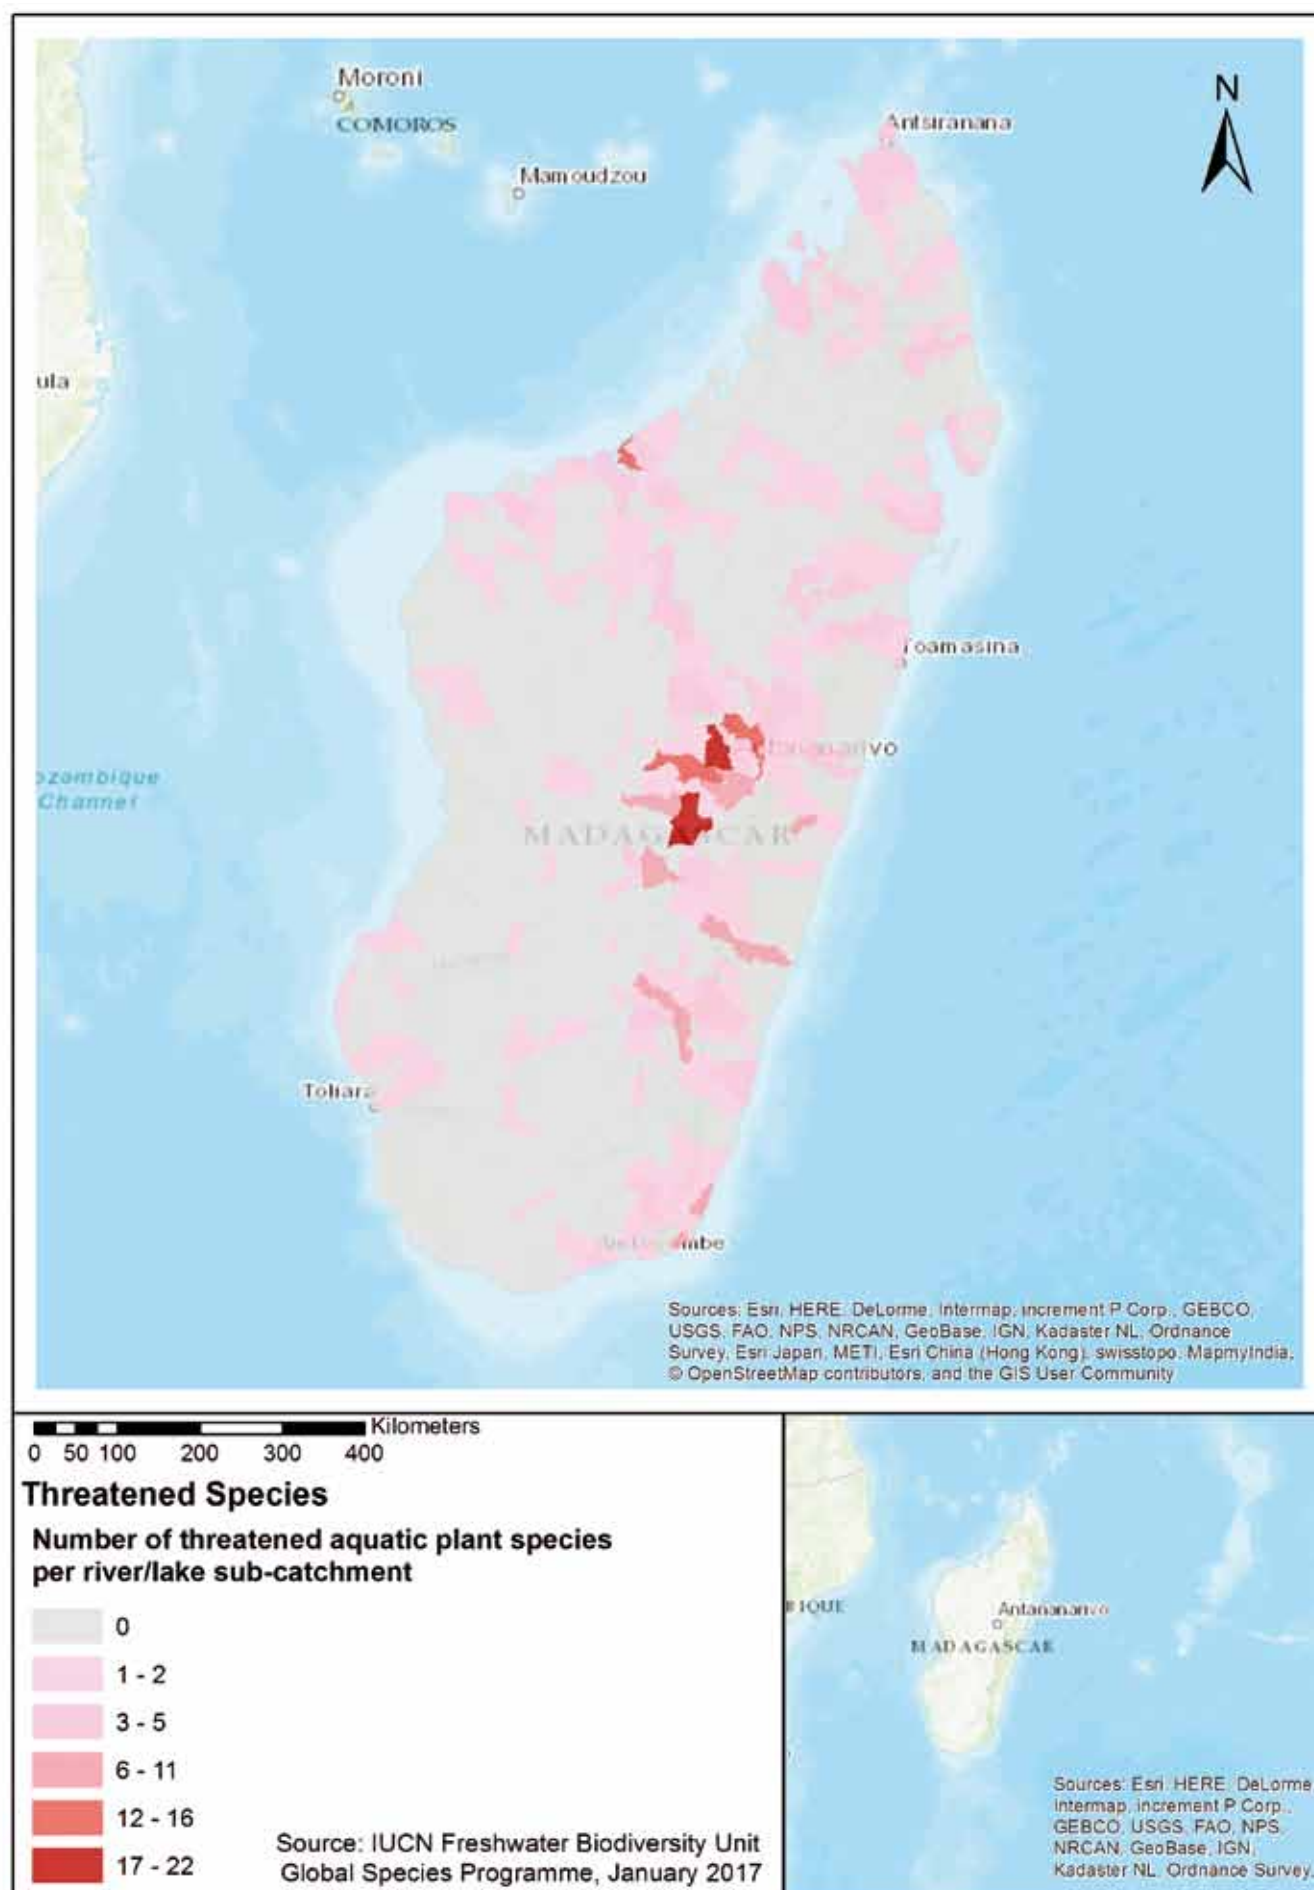 Moroni
COMOROS
Mamoudzou
Antsiranana
N
ula
Toamasina
ozambique
Channel
MADAGASCAR
Toliara
Sources: Esri, HERE, DeLorme, Intermap, increment P Corp., GEBCO,
USGS, FAO, NPS, NRCAN, GeoBase, IGN, Kadaster NL, Ordnance
Survey, Esri Japan, METI, Esri China (Hong Kong), swisstopo, MapmyIndia,
© OpenStreetMap contributors, and the GIS User Community
Kilometers
0 50 100 200 300 400
Threatened Species
Number of threatened aquatic plant species
per river/lake sub-catchment
0
1 - 2
3 - 5
6 - 11
12 - 16
17 - 22
Source: IUCN Freshwater Biodiversity Unit
Global Species Programme, January 2017
BIQUE
Antananarivo
MADAGASCAR
Sources: Esri, HERE, DeLorme,
Intermap, increment P Corp.,
GEBCO, USGS, FAO, NPS,
NRCAN, GeoBase, IGN,
Kadaster NL, Ordnance Survey,